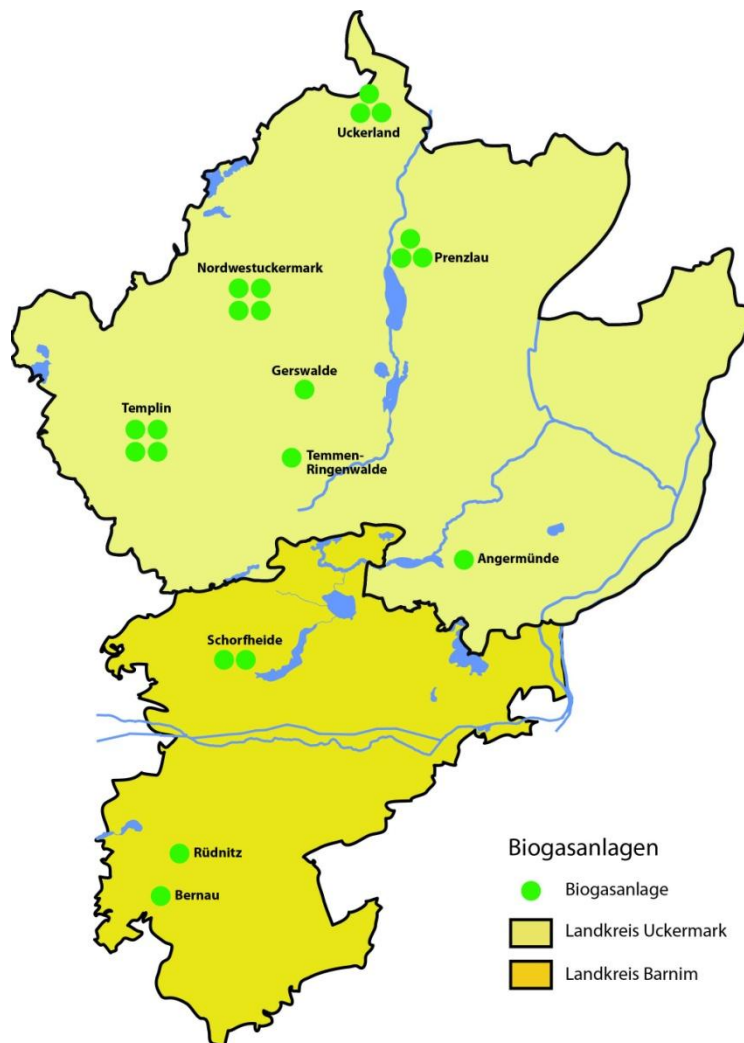 Uckerland
Prenzlau
Nordwestuckermark
Gerswalde
Templin
Temmen-
Ringenwalde
Angermünde
Schorfheide
Rüdnitz
Bernau
Biogasanlagen
Biogasanlage
Landkreis Uckermark
Landkreis Barnim